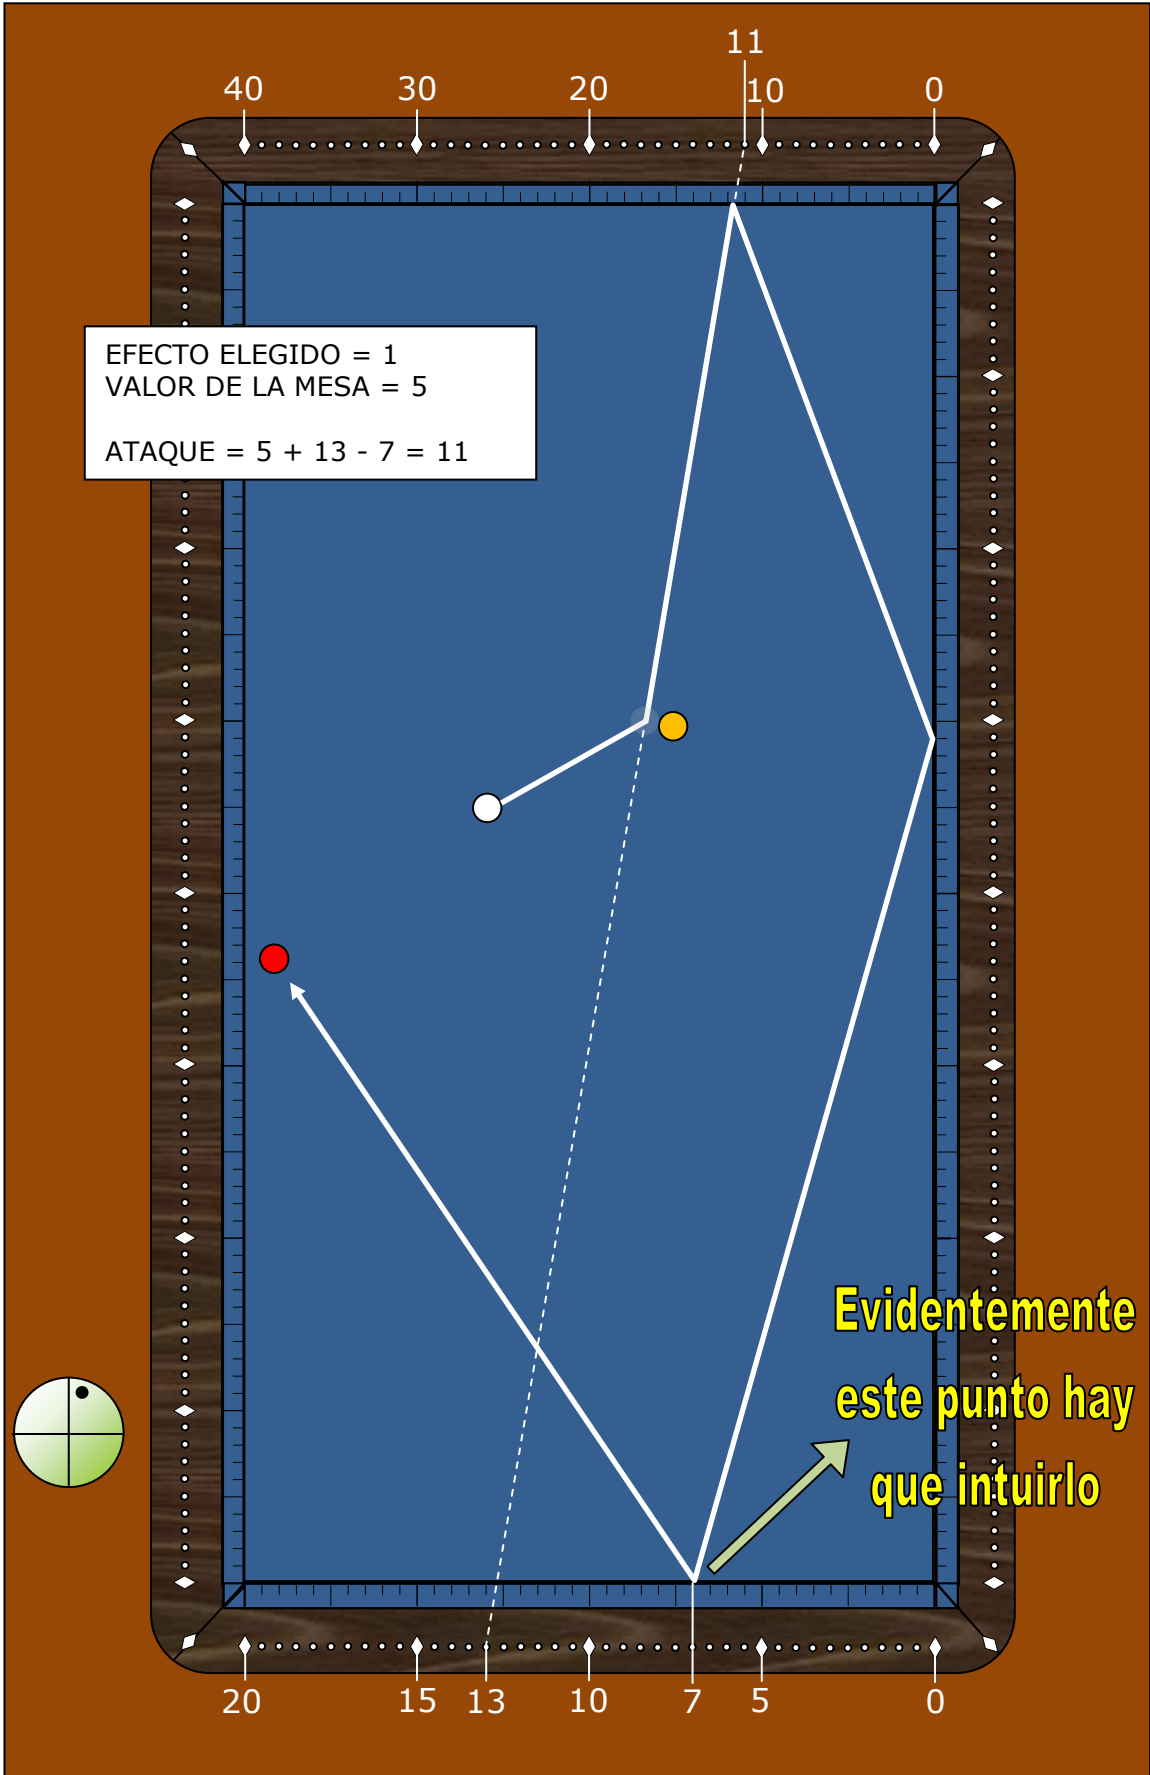 11
40 30 20 10 0
EFECTO ELEGIDO = 1
VALOR DE LA MESA = 5
ATAQUE = 5 + 13 - 7 = 11
Evidentemente
este punto hay
que intuirlo
20 15 13 10 7 5 0